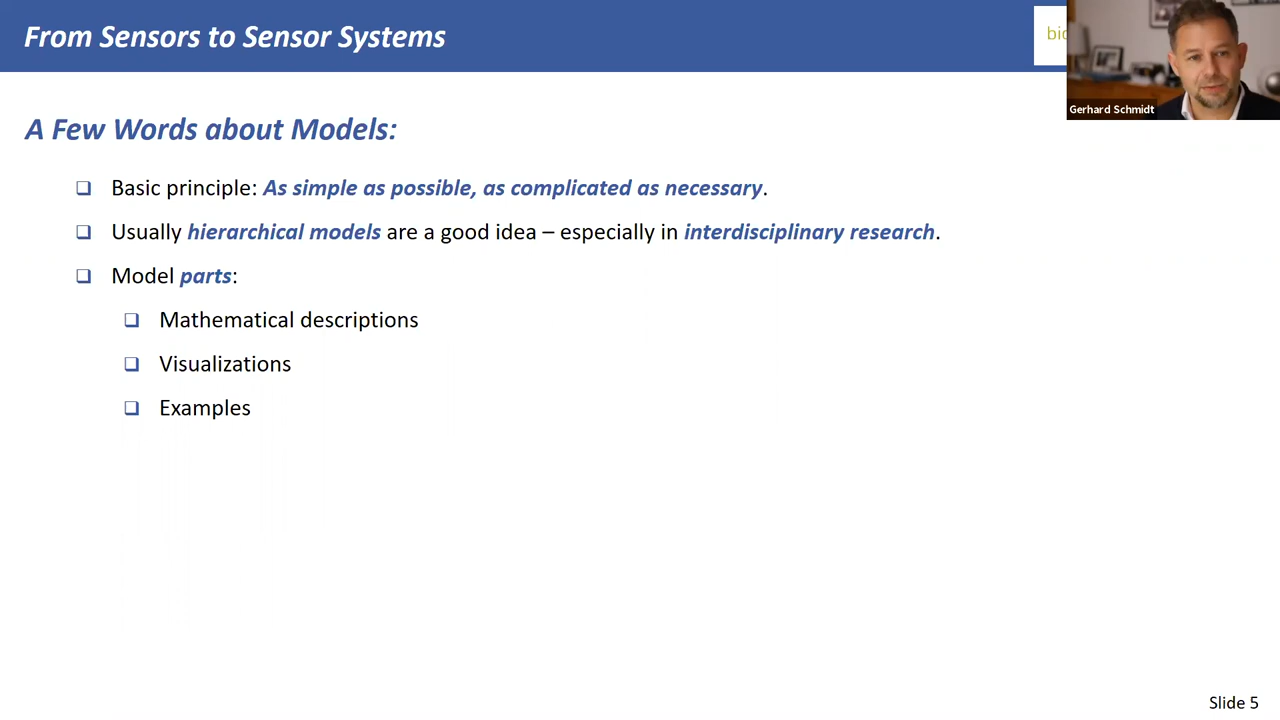 From Sensors to Sensor Systems
Gerhard Schmidt
A Few Words about Models:
Basic principle: As simple as possible, as complicated as necessary.
Usually hierarchical models are a good idea – especially in interdisciplinary research.
Model parts:
Mathematical descriptions
Visualizations
Examples
Slide 5